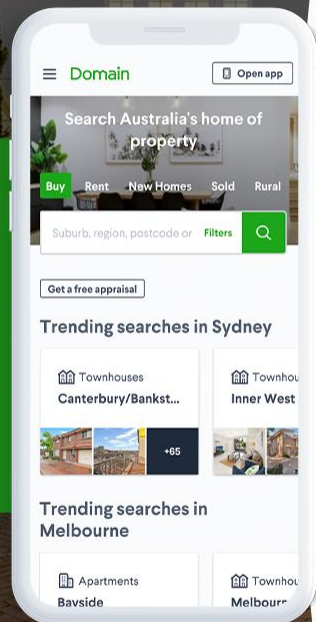 Domain
Open app
Search Australia's home of
property
Buy Rent New Homes Sold Rural
Suburb, region, postcode or Filters
Get a free appraisal
Trending searches in Sydney
Townhouses Townhou
Canterbury/Bankst... Inner West
+65
Trending searches in
Melbourne
Apartments Townhou
Bayside Melbourn